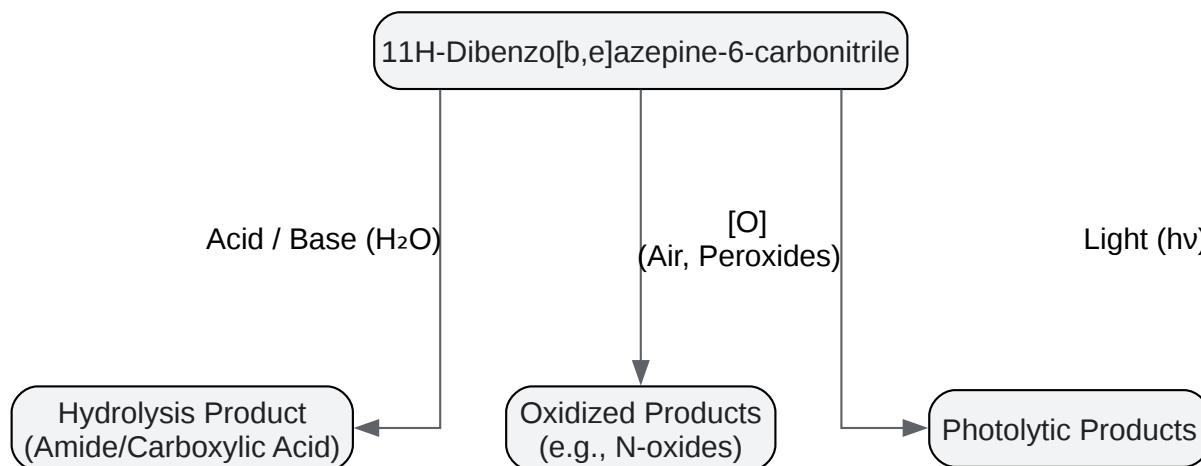 11H-Dibenzo[b,e]azepine-6-carbonitrile
Acid / Base (H₂O)
[O]
(Air, Peroxides)
Light (hν)
Hydrolysis Product
(Amide/Carboxylic Acid)
Oxidized Products
(e.g., N-oxides)
Photolytic Products